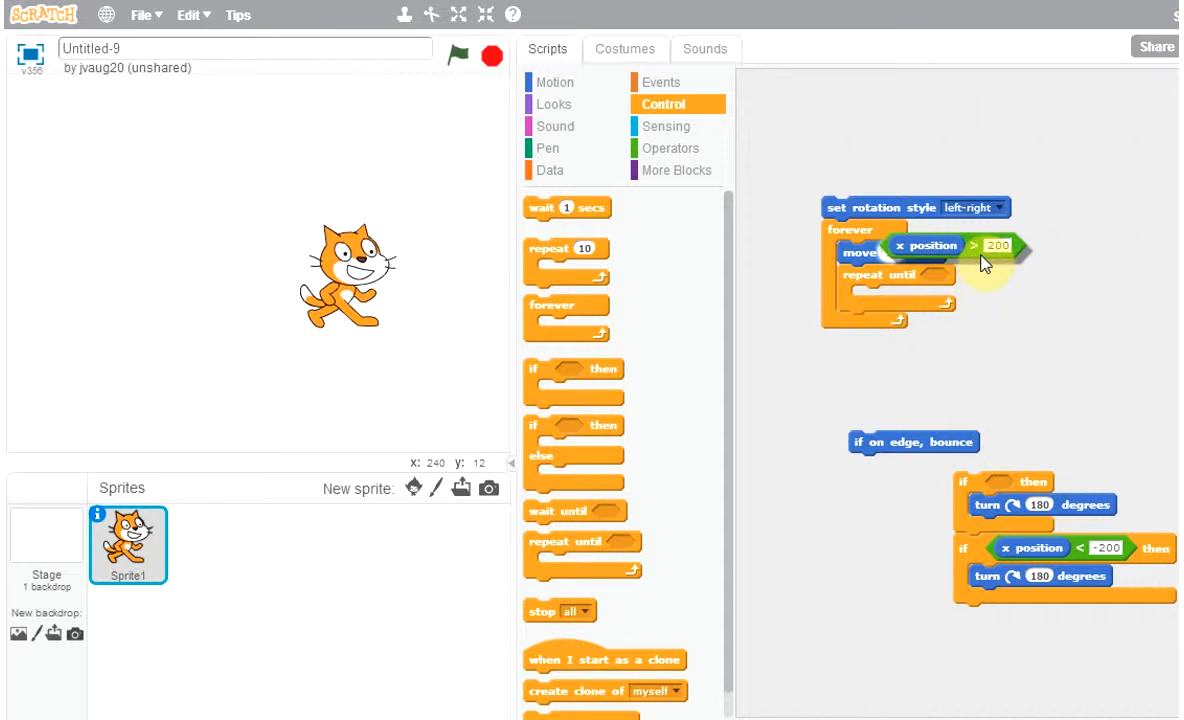 SCRATCH File Edit Tips
Untitled-9
v356
by jvaug20 (unshared)
Scripts Costumes Sounds
Share
Motion Events
Looks Control
Sound Sensing
Pen Operators
Data More Blocks
wait 1 secs
repeat 10
forever
if then
if then
else
wait until
repeat until
stop all
when I start as a clone
create clone of myself
set rotation style left-right
forever
x position > 200
move
repeat until
if on edge, bounce
if then
turn 180 degrees
if x position < -200 then
turn 180 degrees
x: 240 y: 12
Sprites New sprite:
Stage
1 backdrop
New backdrop:
Sprite1